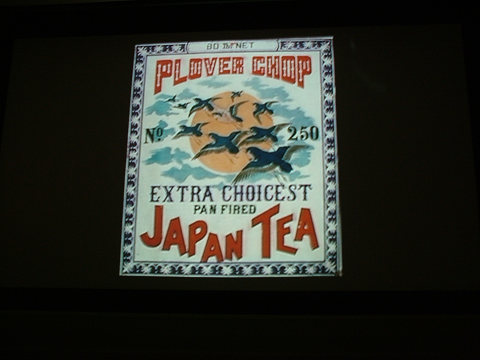 80 NET
PLOVER CHOP
No 250
EXTRA CHOICEST
PAN FIRED
JAPAN TEA